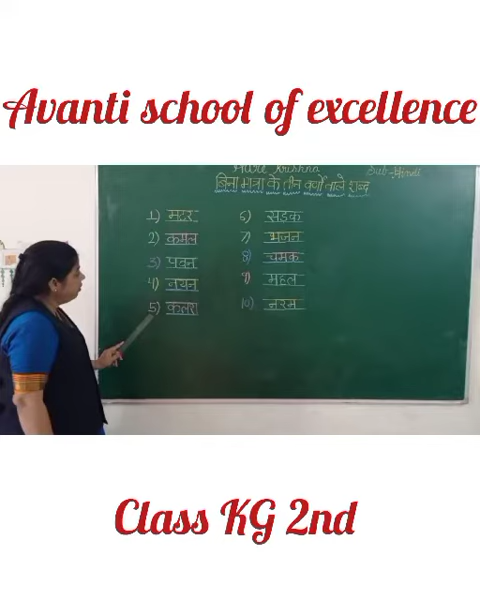 Avanti school of excellence
Hare Krishna
Sub-Hindi
बिना मात्रा के तीन वर्णों वाले शब्द
1) मटर
2) कमल
3) पवन
4) नयन
5) कलश
6) सड़क
7) भजन
8) चमक
9) महल
10) नरम
Class KG 2nd